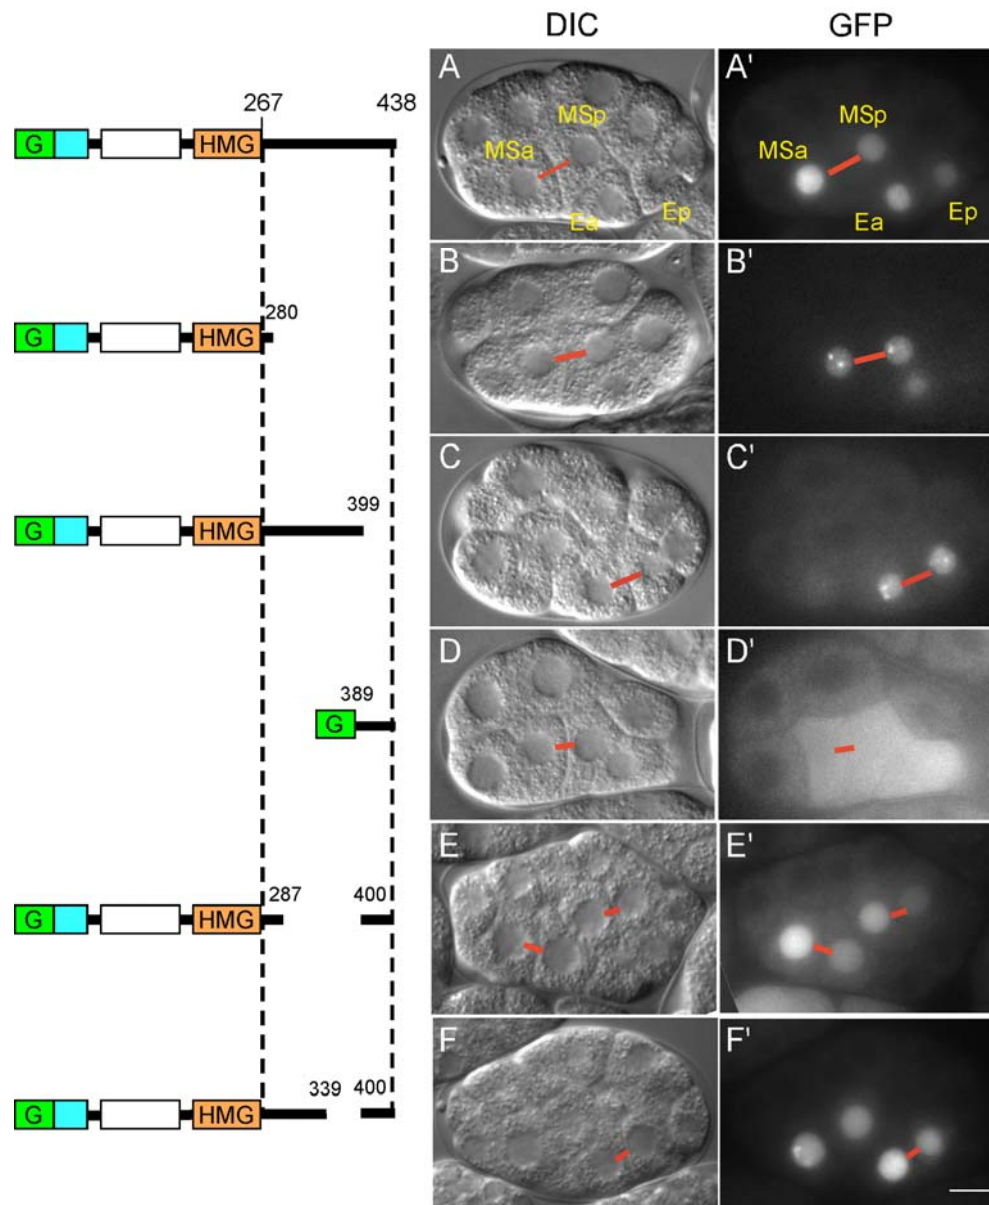 DIC GFP
A A'
267 438
MSp MSp
G HMG
MSa MSa
Ea Ep Ea Ep
B B'
280
G HMG
C C'
399
G HMG
D D'
389
G
E E'
287 400
G HMG
F F'
339 400
G HMG